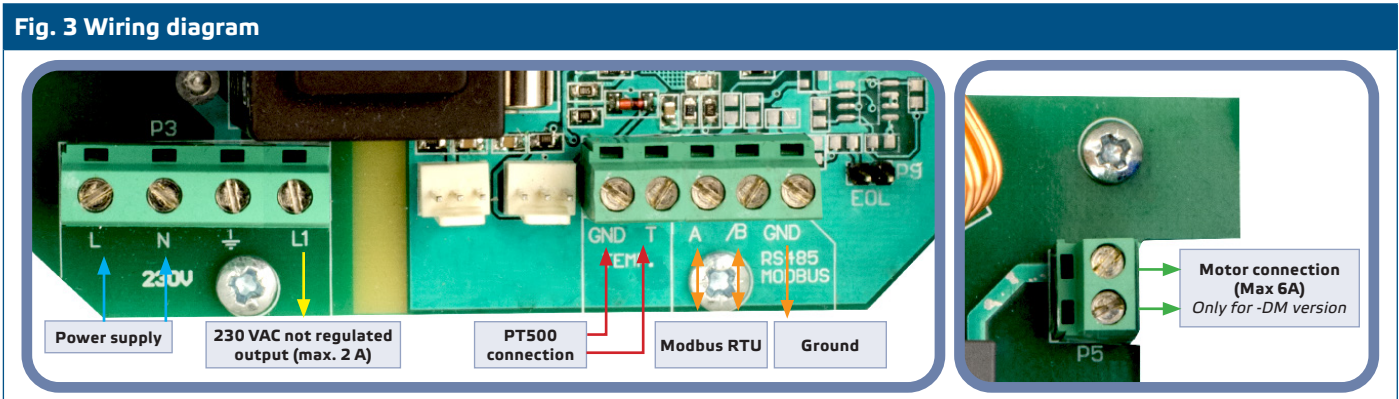 Fig. 3 Wiring diagram
P3
L N L1
230V
Power supply
230 VAC not regulated
output (max. 2 A)
GND T A /B GND
RS485
MODBUS
EOL
P9
PT500
connection
Modbus RTU
Ground
Motor connection
(Max 6A)
Only for -DM version
P5